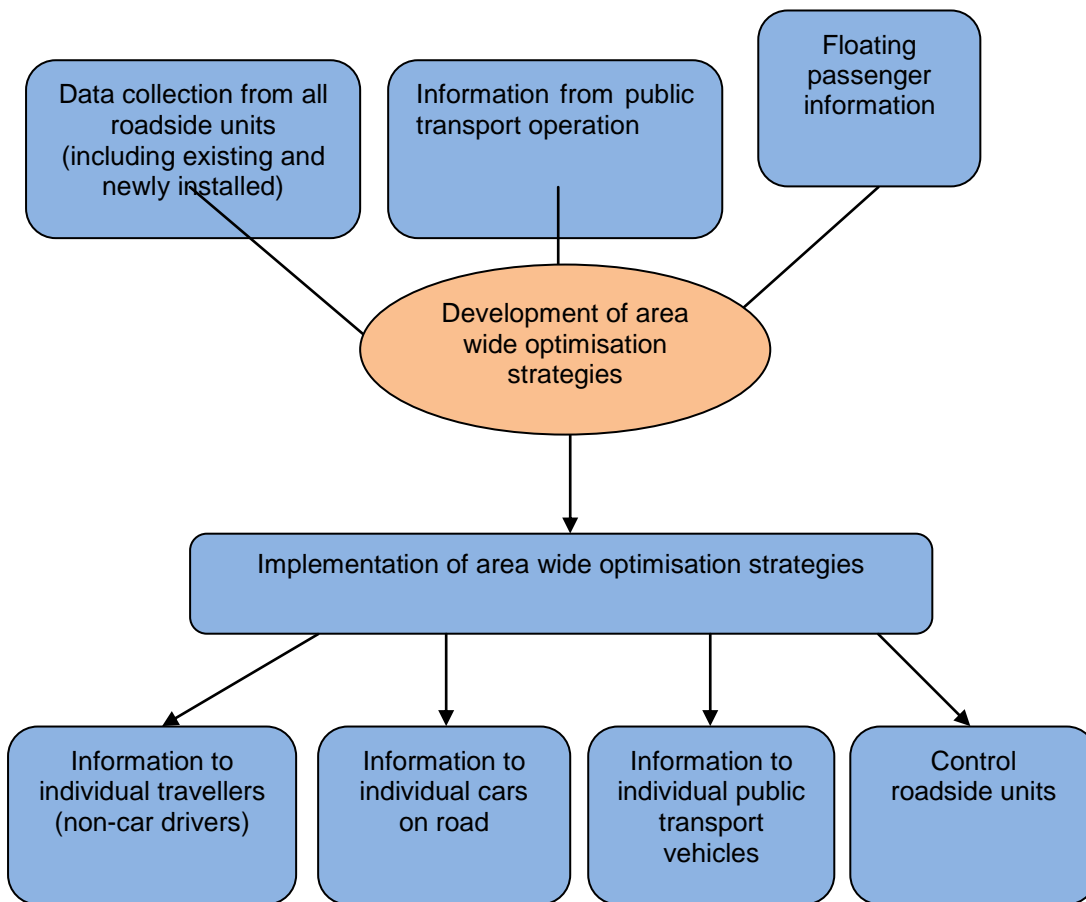 Data collection from all
roadside units
(including existing and
newly installed)
Information from public
transport operation
Floating
passenger
information
Development of area
wide optimisation
strategies
Implementation of area wide optimisation strategies
Information to
individual travellers
(non-car drivers)
Information to
individual cars
on road
Information to
individual public
transport
vehicles
Control
roadside units